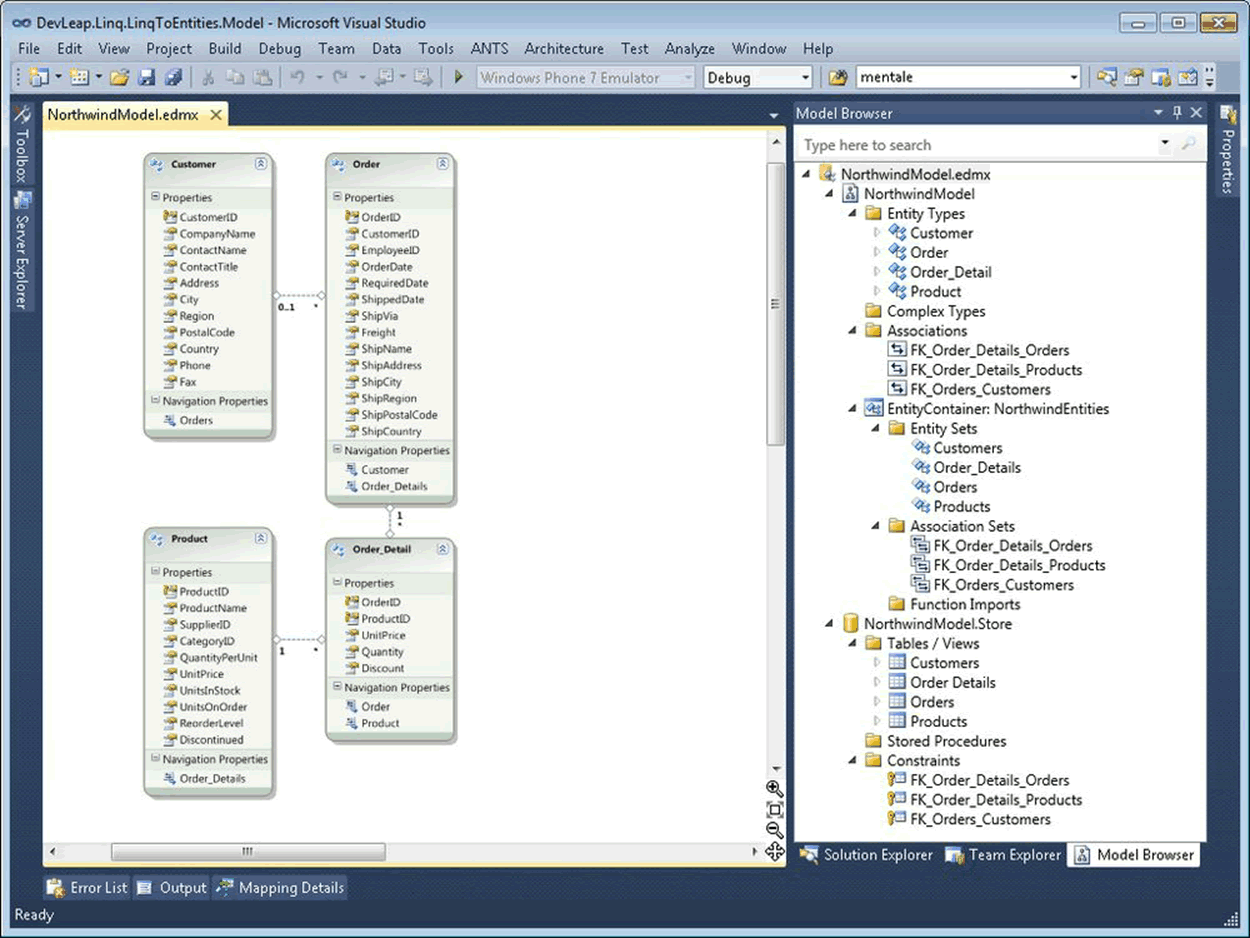 DevLeap.Linq.LinqToEntities.Model - Microsoft Visual Studio
File Edit View Project Build Debug Team Data Tools ANTS Architecture Test Analyze Window Help
Windows Phone 7 Emulator Debug mentale
Toolbox
Server Explorer
NorthwindModel.edmx
Customer
Properties
CustomerID
CompanyName
ContactName
ContactTitle
Address
City
Region
PostalCode
Country
Phone
Fax
Navigation Properties
Orders
0..1 *
Order
Properties
OrderID
CustomerID
EmployeeID
OrderDate
RequiredDate
ShippedDate
ShipVia
Freight
ShipName
ShipAddress
ShipCity
ShipRegion
ShipPostalCode
ShipCountry
Navigation Properties
Customer
Order_Details
1
*
Product
Properties
ProductID
ProductName
SupplierID
CategoryID
QuantityPerUnit
UnitPrice
UnitsInStock
UnitsOnOrder
ReorderLevel
Discontinued
Navigation Properties
Order_Details
1 *
Order_Detail
Properties
OrderID
ProductID
UnitPrice
Quantity
Discount
Navigation Properties
Order
Product
Model Browser
Type here to search
NorthwindModel.edmx
NorthwindModel
Entity Types
Customer
Order
Order_Detail
Product
Complex Types
Associations
FK_Order_Details_Orders
FK_Order_Details_Products
FK_Orders_Customers
EntityContainer: NorthwindEntities
Entity Sets
Customers
Order_Details
Orders
Products
Association Sets
FK_Order_Details_Orders
FK_Order_Details_Products
FK_Orders_Customers
Function Imports
NorthwindModel.Store
Tables / Views
Customers
Order Details
Orders
Products
Stored Procedures
Constraints
FK_Order_Details_Orders
FK_Order_Details_Products
FK_Orders_Customers
Solution Explorer Team Explorer Model Browser
Properties
Error List Output Mapping Details
Ready